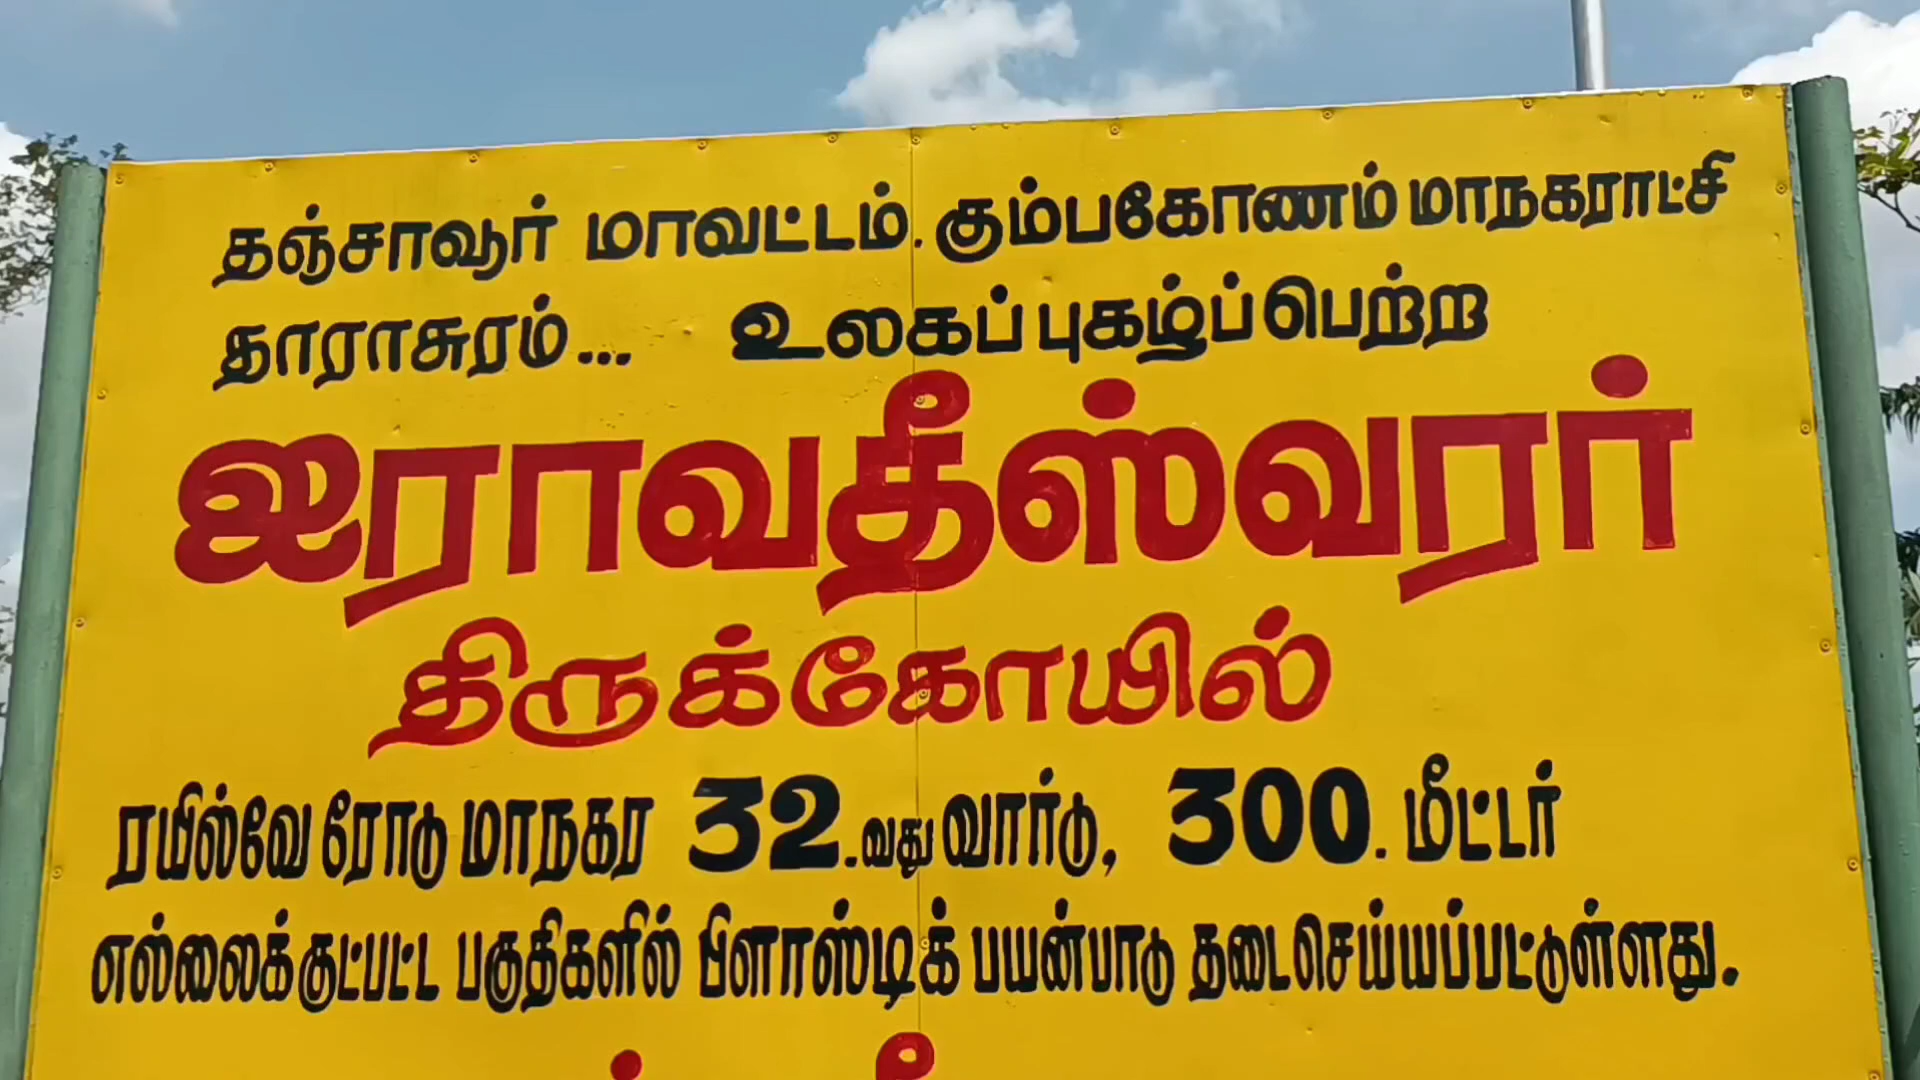 தஞ்சாவூர் மாவட்டம். கும்பகோணம் மாநகராட்சி
தாராசுரம்... உலகப் புகழ்ப்பெற்ற
ஐராவதீஸ்வரர்
திருக்கோயில்
ரயில்வே ரோடு மாநகர 32.வது வார்டு, 300. மீட்டர்
எல்லைக்குட்பட்ட பகுதிகளில் பிளாஸ்டிக் பயன்பாடு தடைசெய்யப்பட்டுள்ளது.